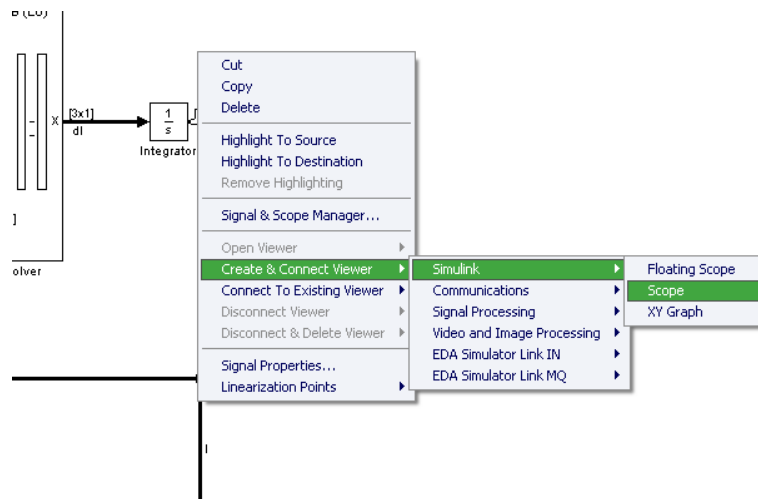 Cut
Copy
Delete
Highlight To Source
Highlight To Destination
Remove Highlighting
Signal & Scope Manager...
Open Viewer
Create & Connect Viewer
Connect To Existing Viewer
Disconnect Viewer
Disconnect & Delete Viewer
Signal Properties...
Linearization Points
Simulink
Communications
Signal Processing
Video and Image Processing
EDA Simulator Link IN
EDA Simulator Link MQ
Floating Scope
Scope
XY Graph
X
[3x1]
dI
1
s
Integrator
]
olver
I